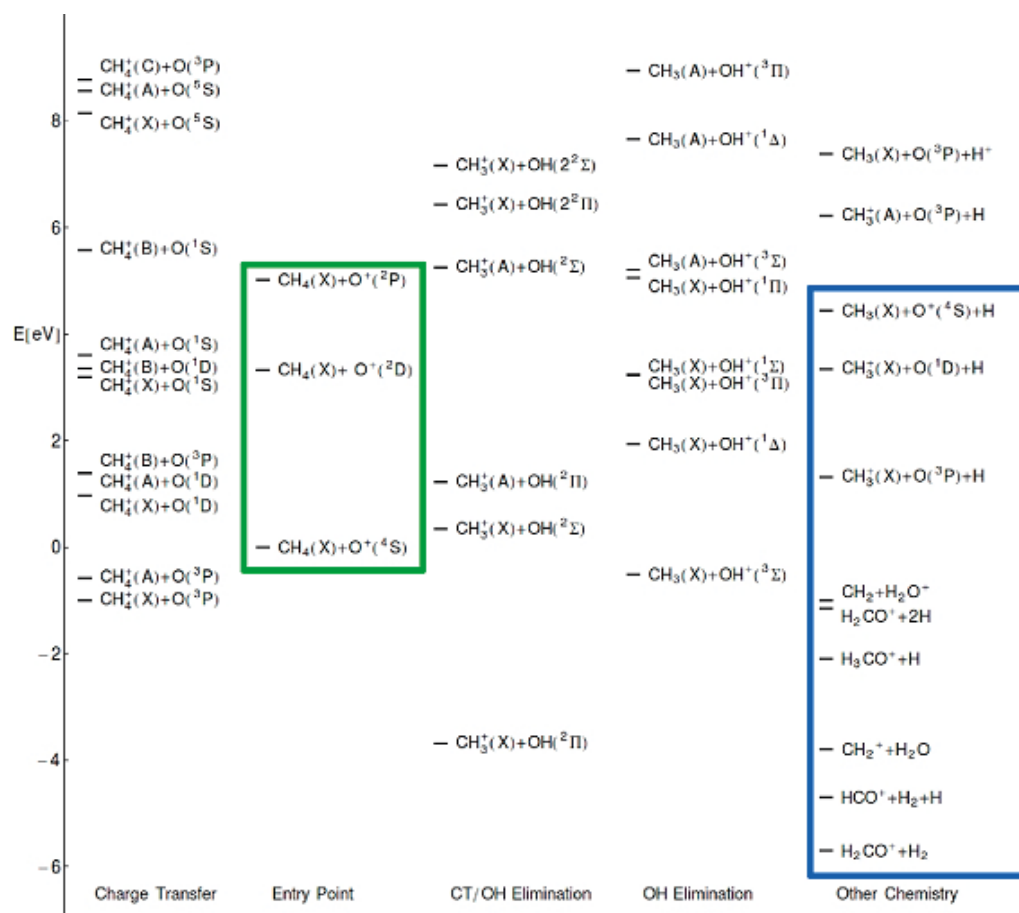 CH₄⁺(C)+O(³P)
CH₄⁺(A)+O(⁵S)
CH₄⁺(X)+O(⁵S)
CH₄⁺(B)+O(¹S)
CH₄⁺(A)+O(¹S)
CH₄⁺(B)+O(¹D)
CH₄⁺(X)+O(¹S)
CH₄⁺(B)+O(³P)
CH₄⁺(A)+O(¹D)
CH₄⁺(X)+O(¹D)
CH₄⁺(A)+O(³P)
CH₄⁺(X)+O(³P)
Charge Transfer
CH₄(X)+O⁺(²P)
CH₄(X)+ O⁺(²D)
CH₄(X)+O⁺(⁴S)
Entry Point
CH₃⁺(X)+OH(2²Σ)
CH₃⁺(X)+OH(2²Π)
CH₃⁺(A)+OH(²Σ)
CH₃⁺(A)+OH(²Π)
CH₃⁺(X)+OH(²Σ)
CH₃⁺(X)+OH(²Π)
CT/OH Elimination
CH₃(A)+OH⁺(³Π)
CH₃(A)+OH⁺(¹Δ)
CH₃(A)+OH⁺(³Σ)
CH₃(X)+OH⁺(¹Π)
CH₃(X)+OH⁺(¹Σ)
CH₃(X)+OH⁺(³Π)
CH₃(X)+OH⁺(¹Δ)
CH₃(X)+OH⁺(³Σ)
OH Elimination
CH₃(X)+O(³P)+H⁺
CH₃⁺(A)+O(³P)+H
CH₃(X)+O⁺(⁴S)+H
CH₃⁺(X)+O(¹D)+H
CH₃⁺(X)+O(³P)+H
CH₂+H₂O⁺
H₂CO⁺+2H
H₃CO⁺+H
CH₂⁺+H₂O
HCO⁺+H₂+H
H₂CO⁺+H₂
Other Chemistry
8
6
E[eV]
2
0
−2
−4
−6